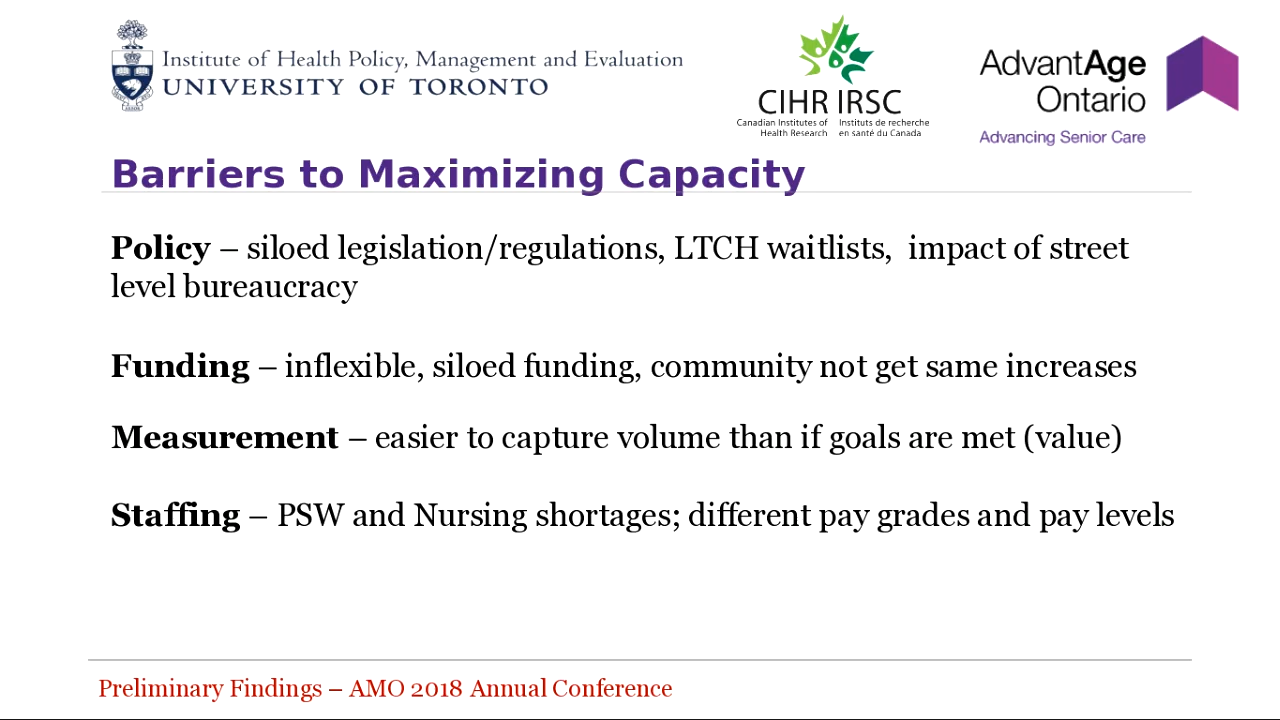 Institute of Health Policy, Management and Evaluation
UNIVERSITY OF TORONTO
CIHR IRSC
Canadian Institutes of Health Research
Instituts de recherche en santé du Canada
AdvantAge
Ontario
Advancing Senior Care
Barriers to Maximizing Capacity
Policy – siloed legislation/regulations, LTCH waitlists,  impact of street
level bureaucracy
Funding – inflexible, siloed funding, community not get same increases
Measurement – easier to capture volume than if goals are met (value)
Staffing – PSW and Nursing shortages; different pay grades and pay levels
Preliminary Findings – AMO 2018 Annual Conference